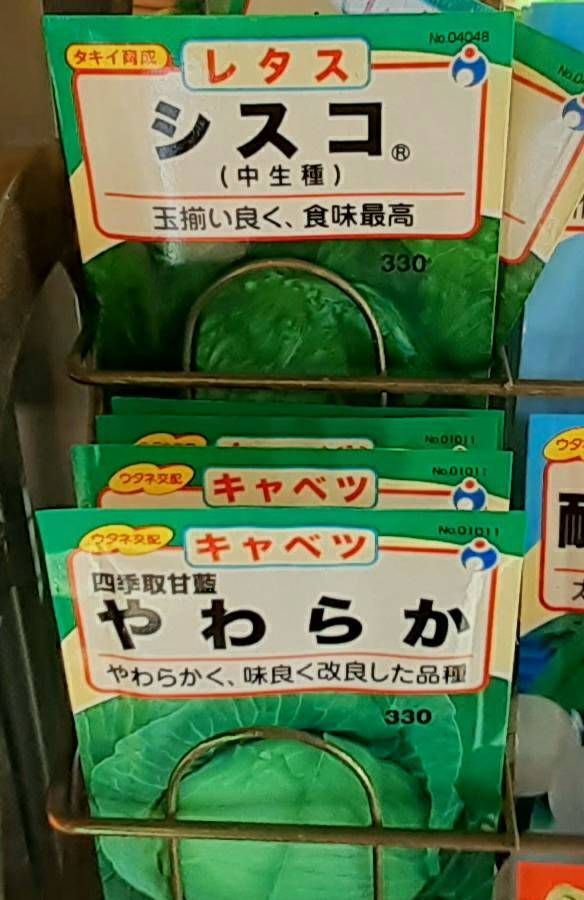 No.04048
タキイ育成
レタス
シスコ®
(中生種)
玉揃い良く、食味最高
330
No.01011
No.01011
ウタネ交配
キャベツ
No.01011
ウタネ交配
キャベツ
四季取甘藍
やわらか
やわらかく、味良く改良した品種
330